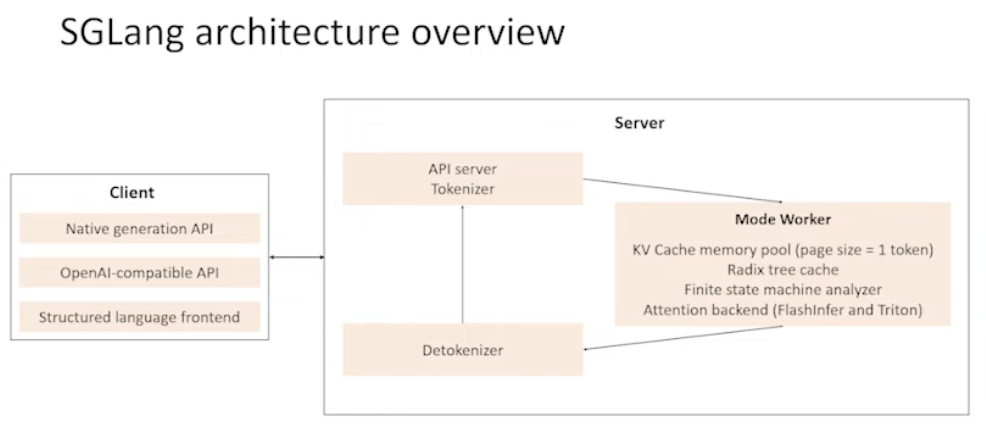 SGLang architecture overview
Client
Native generation API
OpenAI-compatible API
Structured language frontend
Server
API server
Tokenizer
Mode Worker
KV Cache memory pool (page size = 1 token)
Radix tree cache
Finite state machine analyzer
Attention backend (FlashInfer and Triton)
Detokenizer